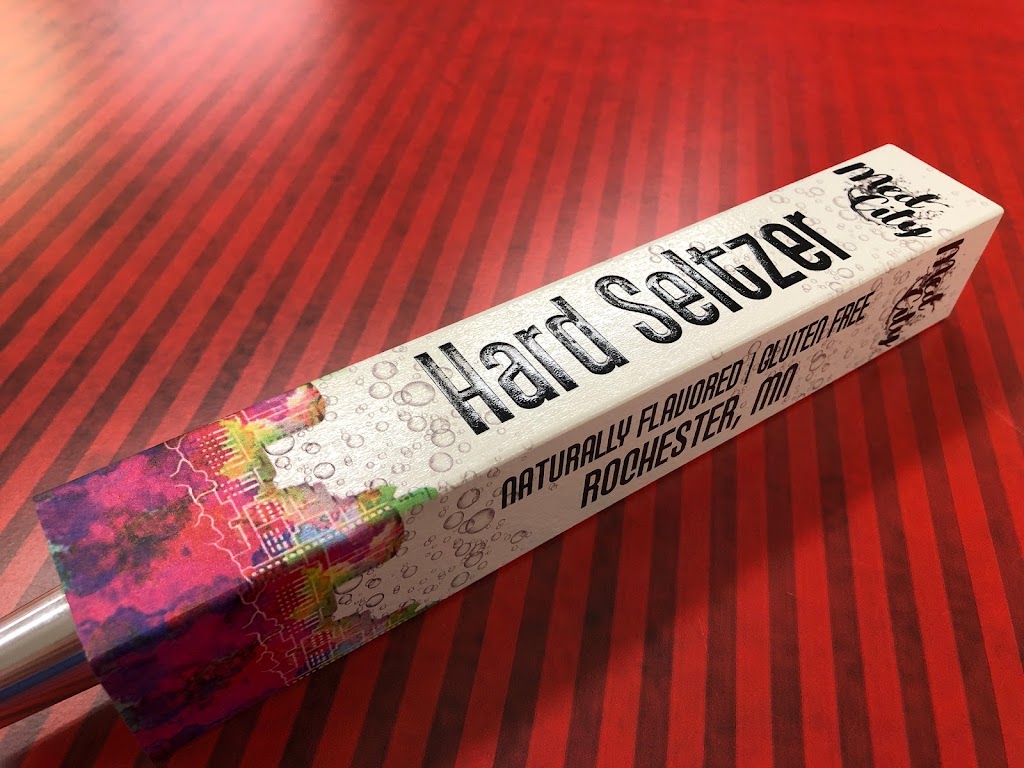 Med
City
Hard Seltzer
Med
City
NATURALLY FLAVORED | GLUTEN FREE
ROCHESTER, MN